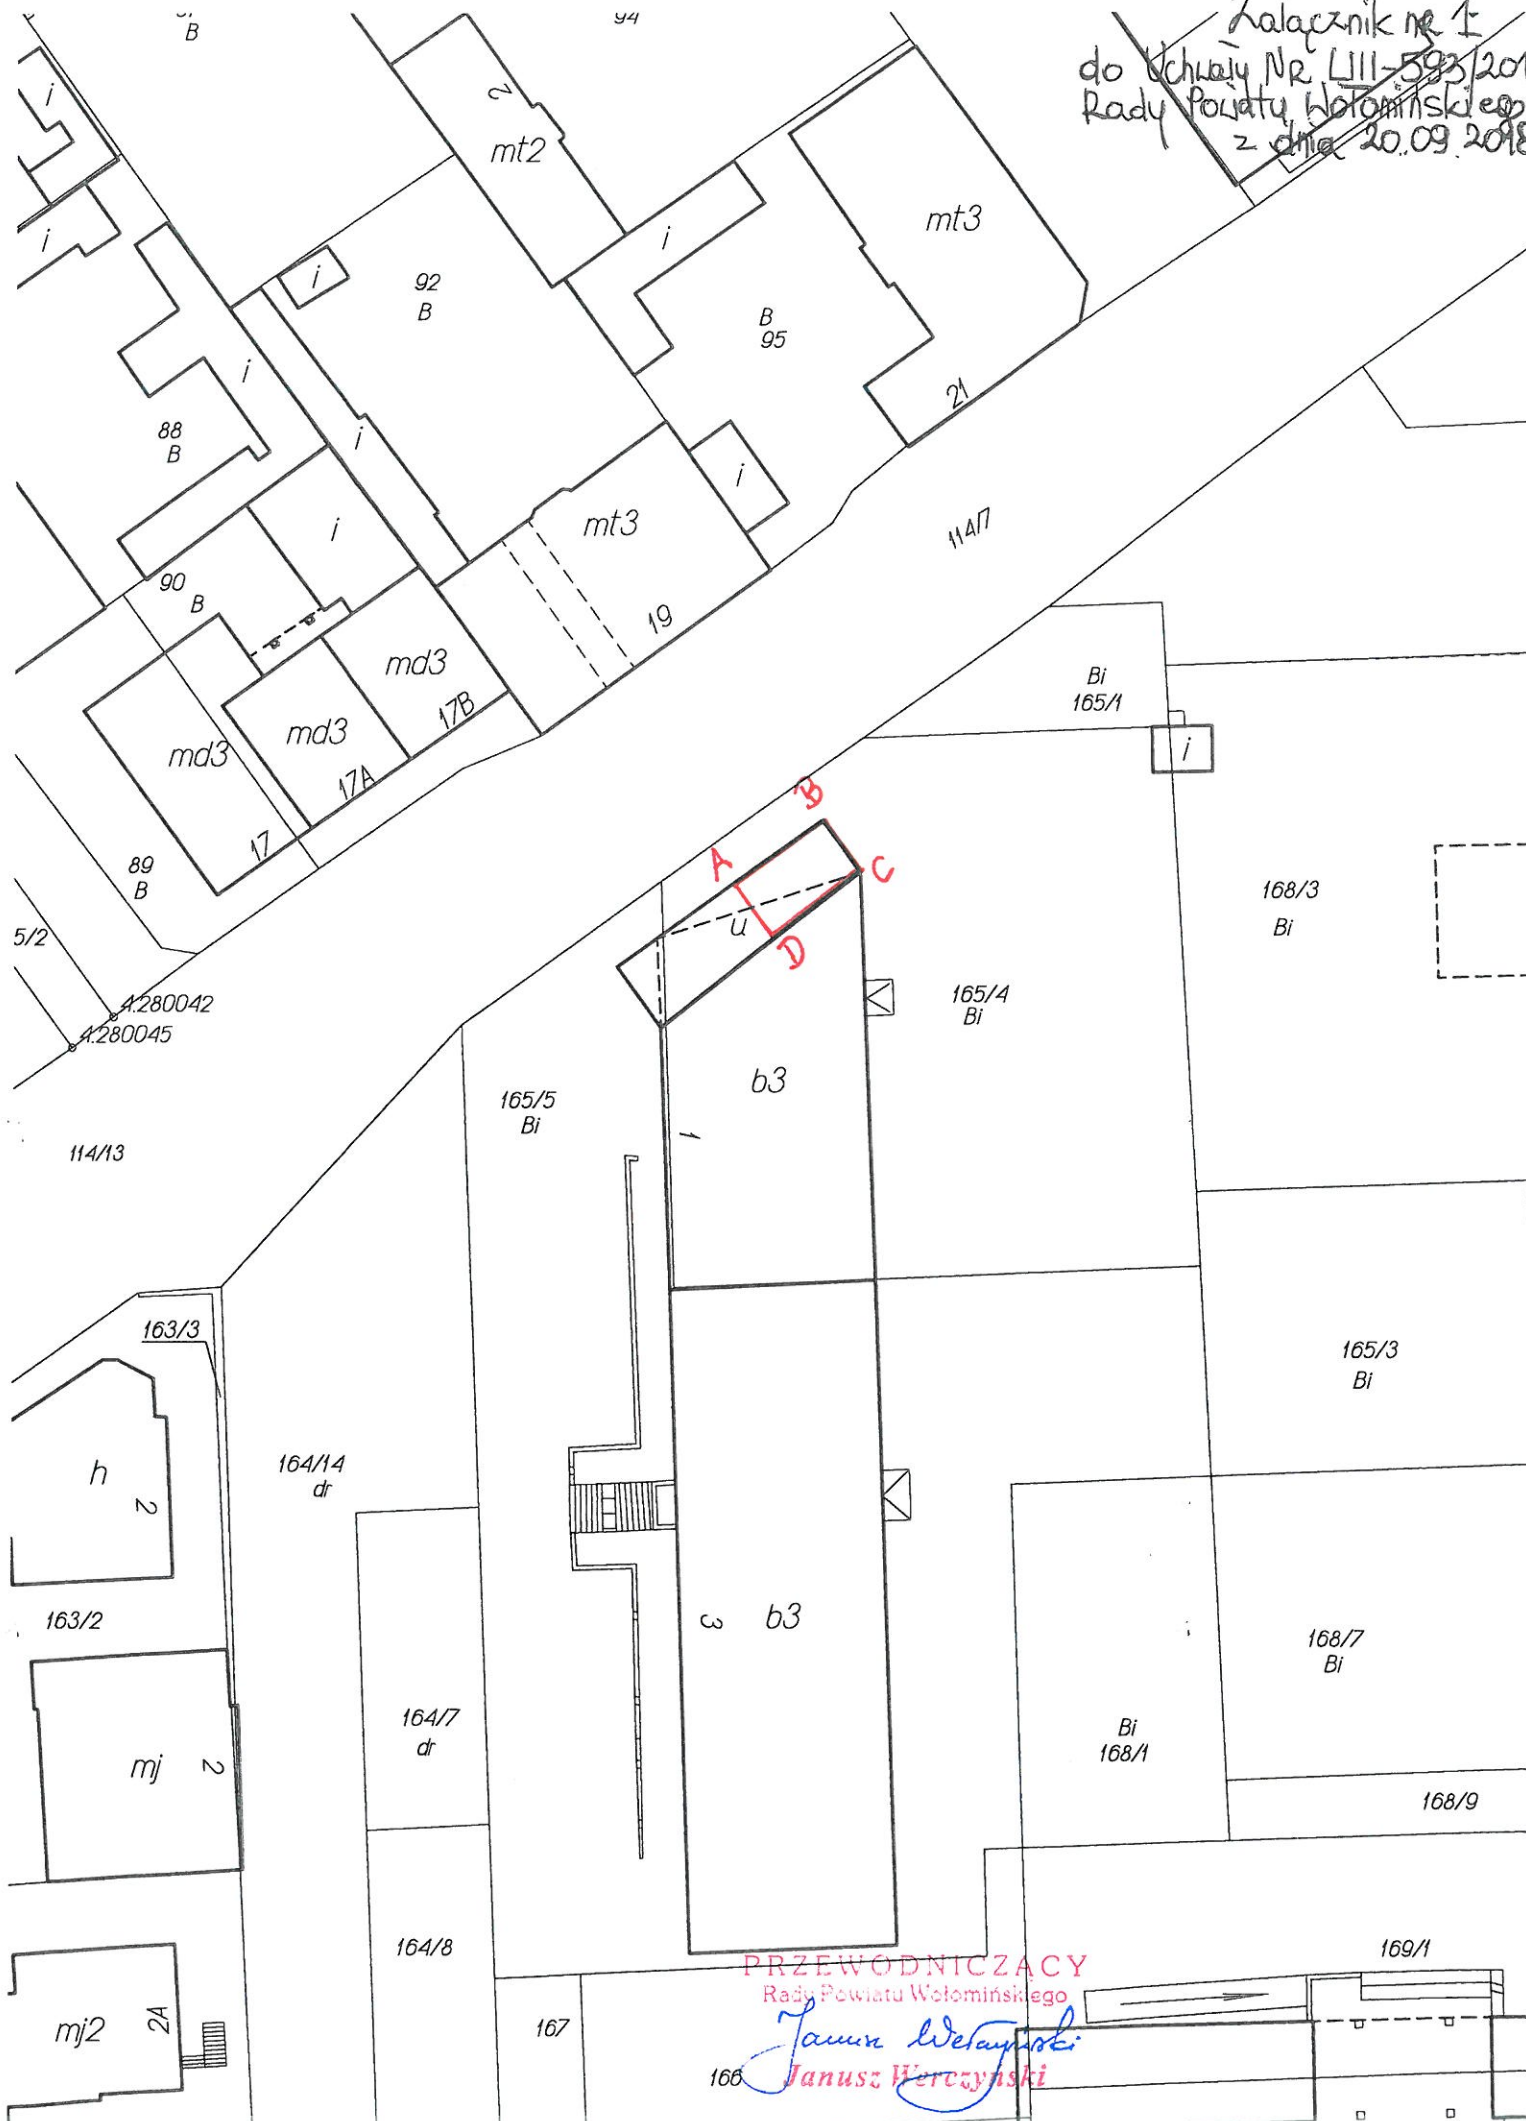 Załącznik nr 1
do Uchwały NR LIII-593/201
Rady Powiatu Wołomińskiego
z dnia 20.09.2018
B
94
i
2
mt2
i
mt3
i
i
92
B
B
95
i
88
B
i
21
i
i
mt3
114/7
90
B
19
md3
17B
Bi
165/1
md3
md3
17A
i
17
B
A
C
89
B
168/3
Bi
5/2
u
D
165/4
Bi
4.280042
4.280045
b3
165/5
Bi
1
114/13
163/3
165/3
Bi
h
2
164/14
dr
163/2
3
b3
168/7
Bi
164/7
dr
Bi
168/1
mj
2
168/9
164/8
169/1
PRZEWODNICZĄCY
Rady Powiatu Wołomińskiego
mj2
2A
167
166
Janusz Werczyński
Janusz Werczyński